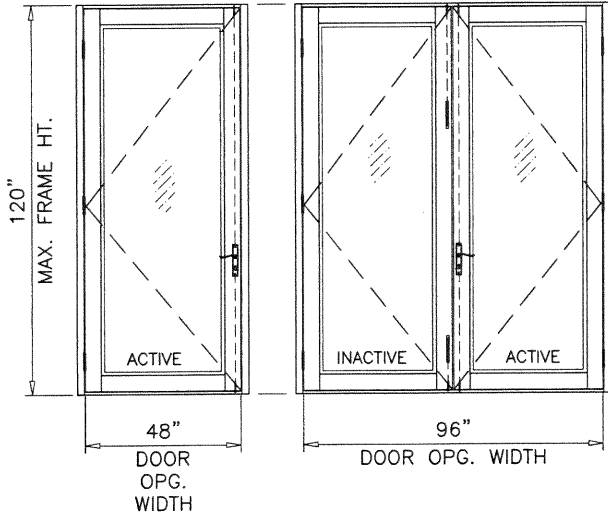 120"
MAX. FRAME HT.
ACTIVE
INACTIVE
ACTIVE
48"
DOOR
OPG.
WIDTH
96"
DOOR OPG. WIDTH